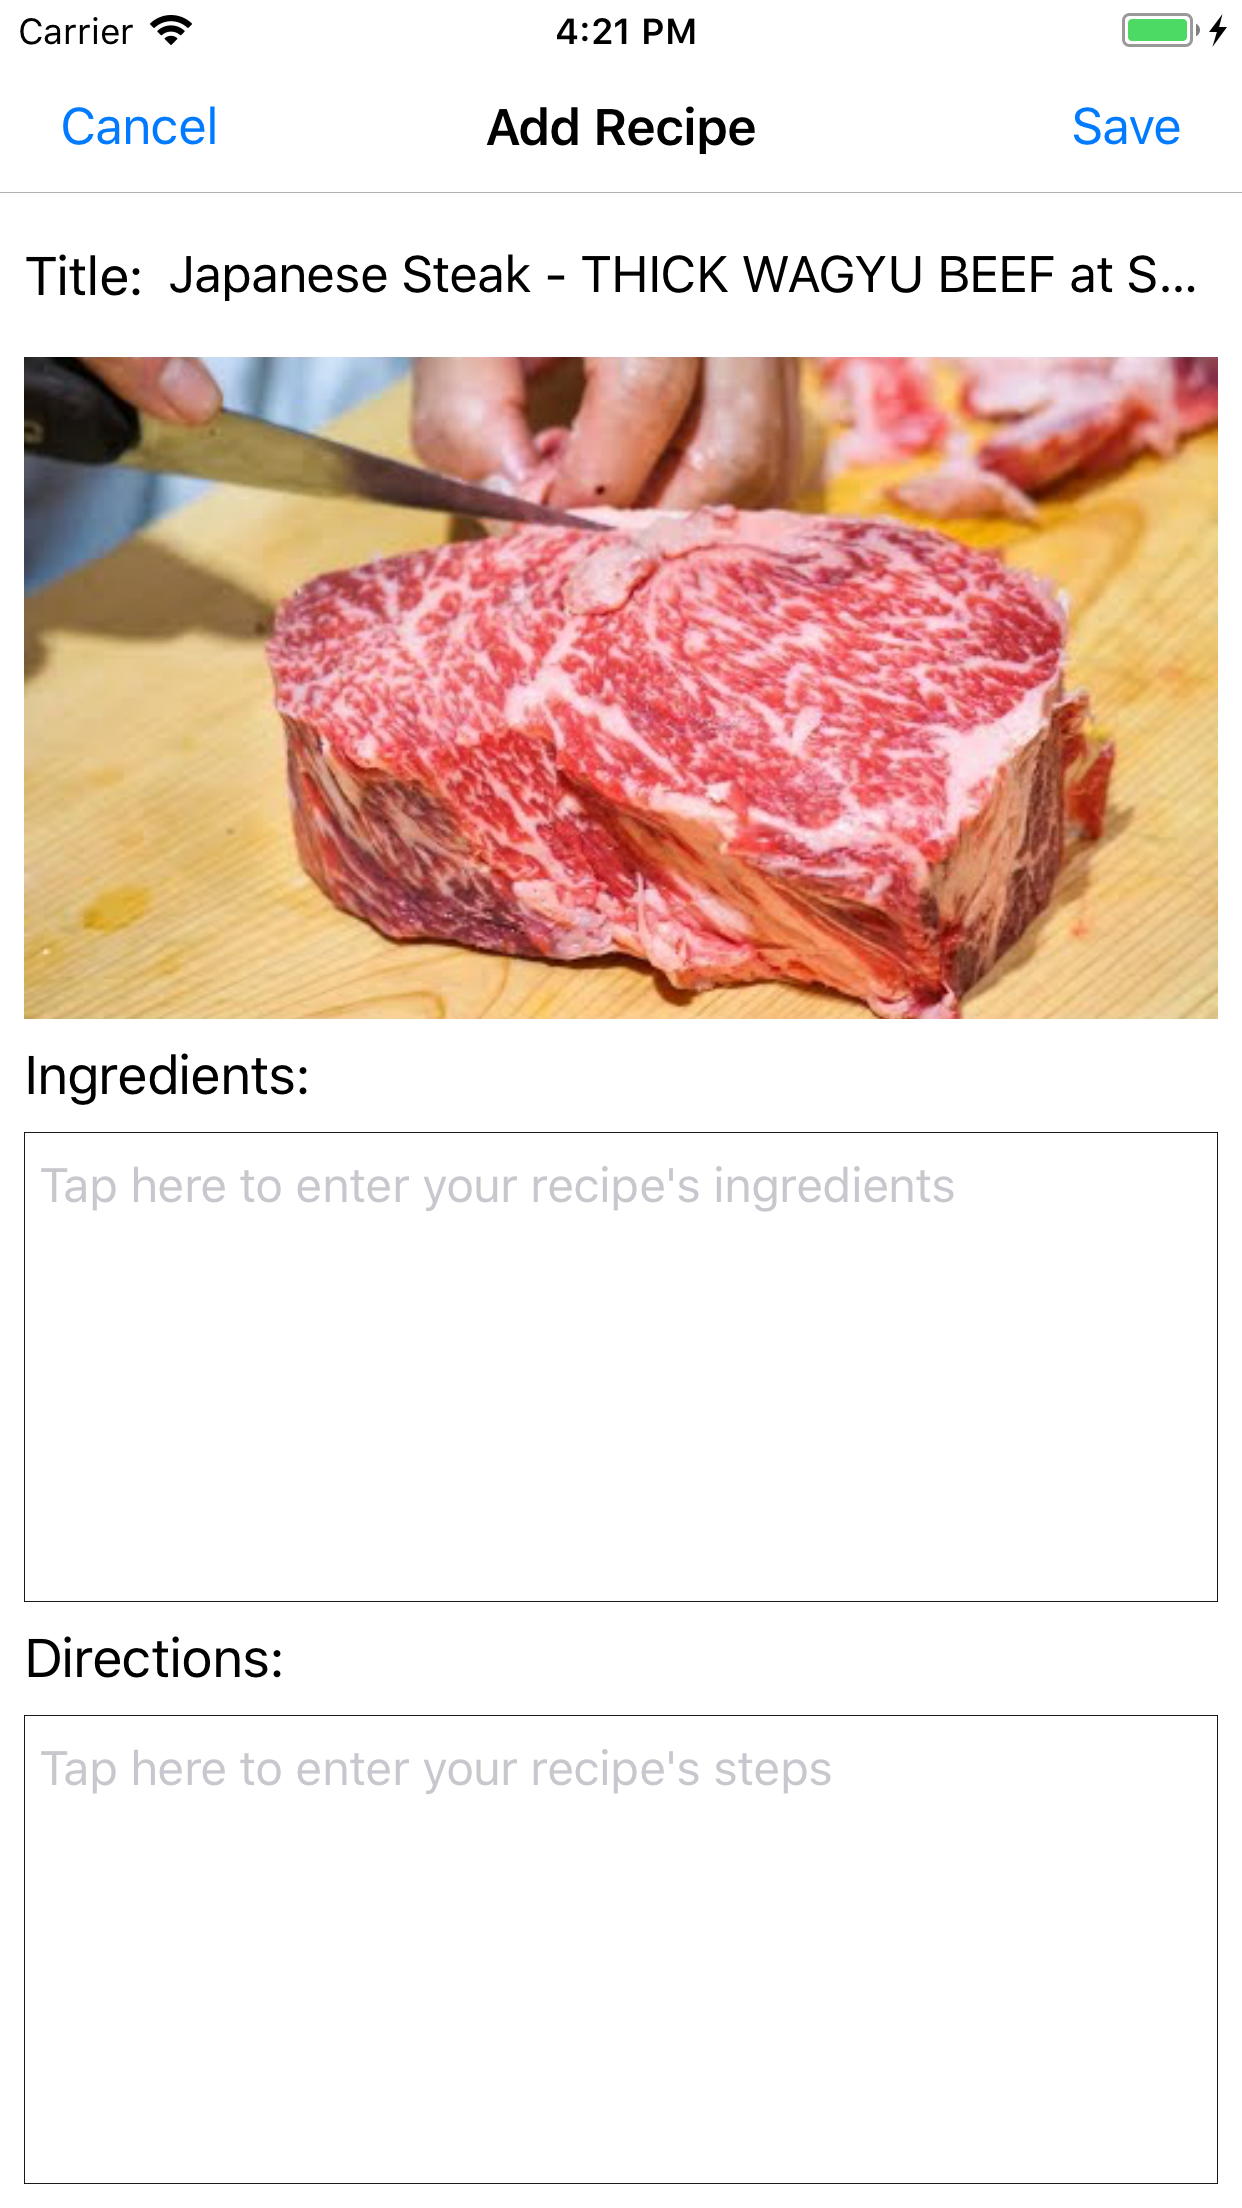 Carrier 4:21 PM
Cancel Add Recipe Save
Title: Japanese Steak - THICK WAGYU BEEF at S...
Ingredients:
Tap here to enter your recipe's ingredients
Directions:
Tap here to enter your recipe's steps